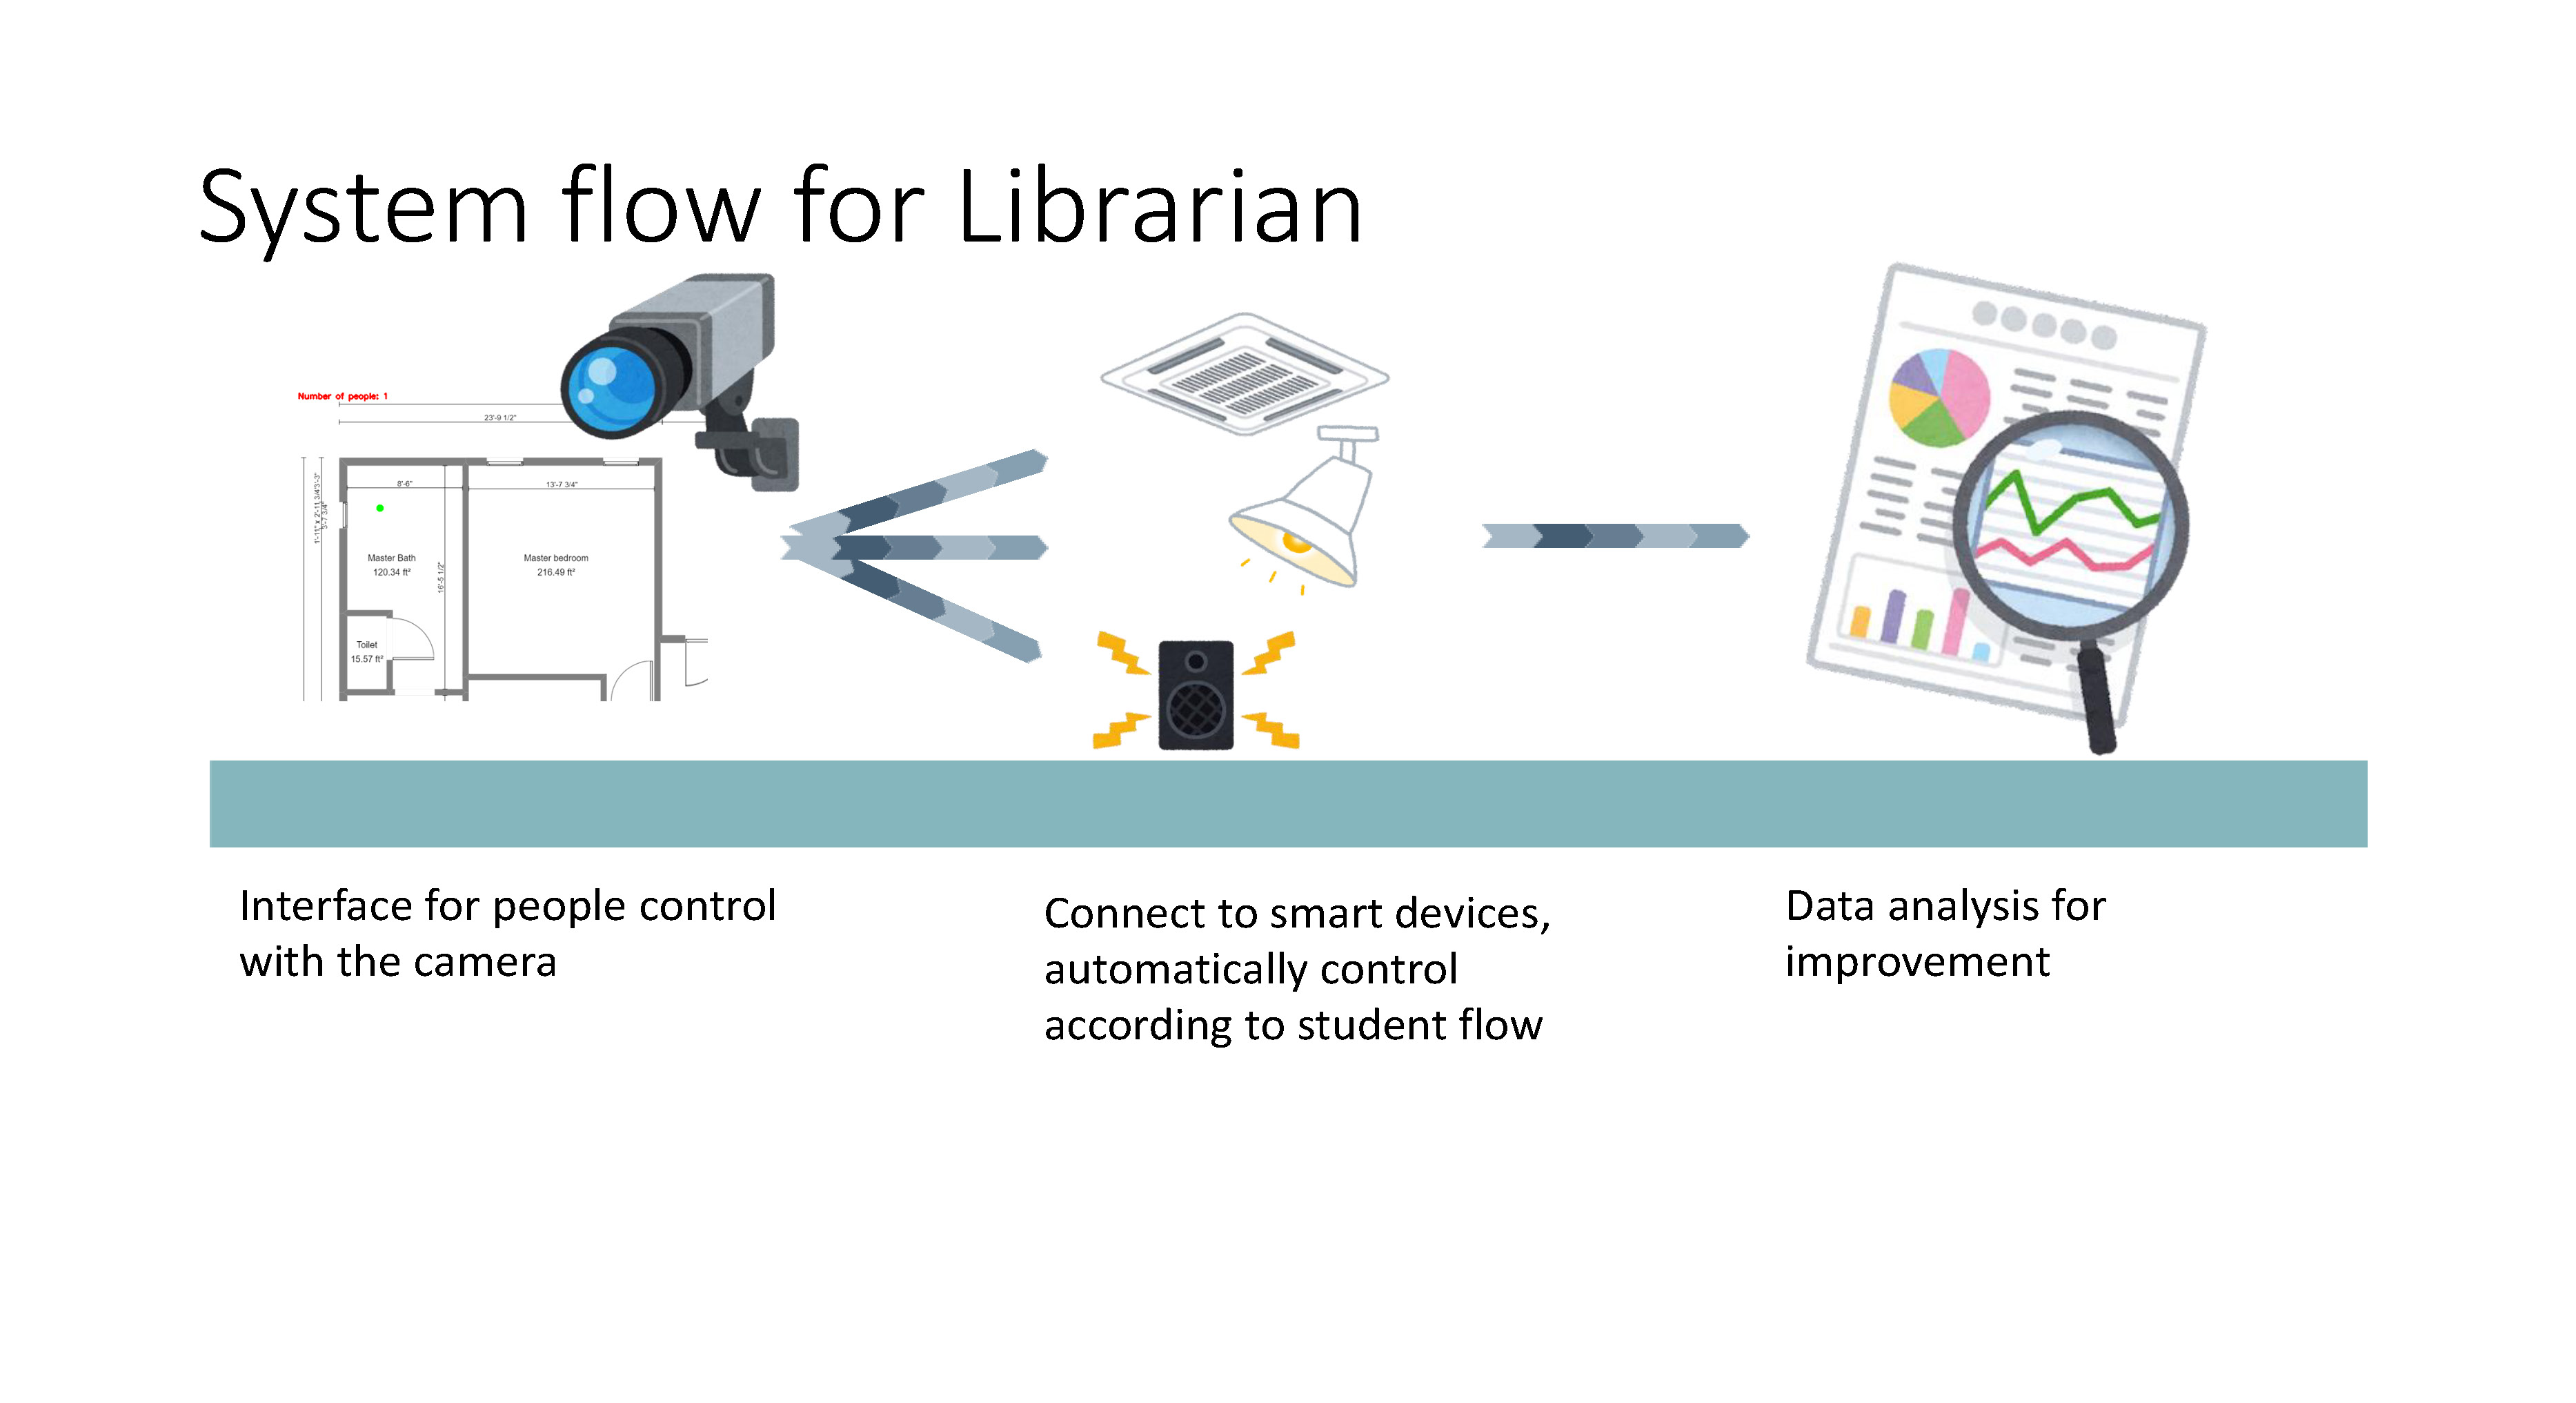 System flow for Librarian
Number of people: 1
23'-9 1/2"
8'-6"
13'-7 3/4"
Master Bath
120.34 ft²
Master bedroom
216.49 ft²
16'-5 1/2"
Toilet
15.57 ft²
Interface for people control
with the camera
Connect to smart devices,
automatically control
according to student flow
Data analysis for
improvement